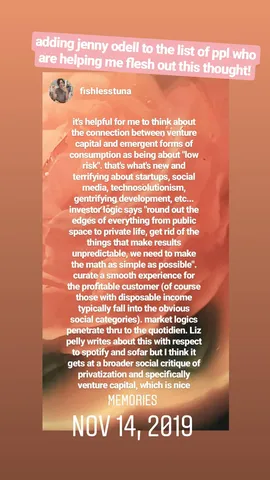 adding jenny odell to the list of ppl who
are helping me flesh out this thought!
fishlesstuna
it's helpful for me to think about
the connection between venture
capital and emergent forms of
consumption as being about "low
risk". that's what's new and
terrifying about startups, social
media, technosolutionism,
gentrifying development, etc...
investor logic says "round out the
edges of everything from public
space to private life, get rid of the
things that make results
unpredictable, we need to make
the math as simple as possible".
curate a smooth experience for
the profitable customer (of course
those with disposable income
typically fall into the obvious
social categories). market logics
penetrate thru to the quotidien. Liz
pelly writes about this with respect
to spotify and sofar but I think it
gets at a broader social critique of
privatization and specifically
venture capital, which is nice
MEMORIES
NOV 14, 2019